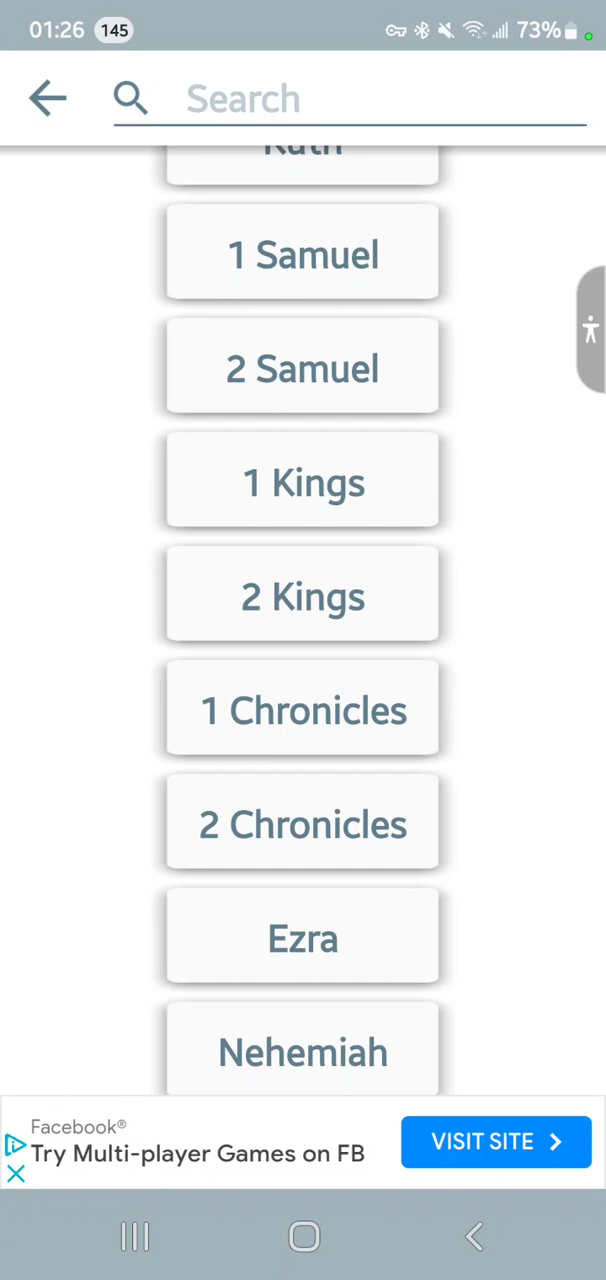 01:26 145 73%
Search
Ruth
1 Samuel
2 Samuel
1 Kings
2 Kings
1 Chronicles
2 Chronicles
Ezra
Nehemiah
Facebook®
Try Multi-player Games on FB
VISIT SITE